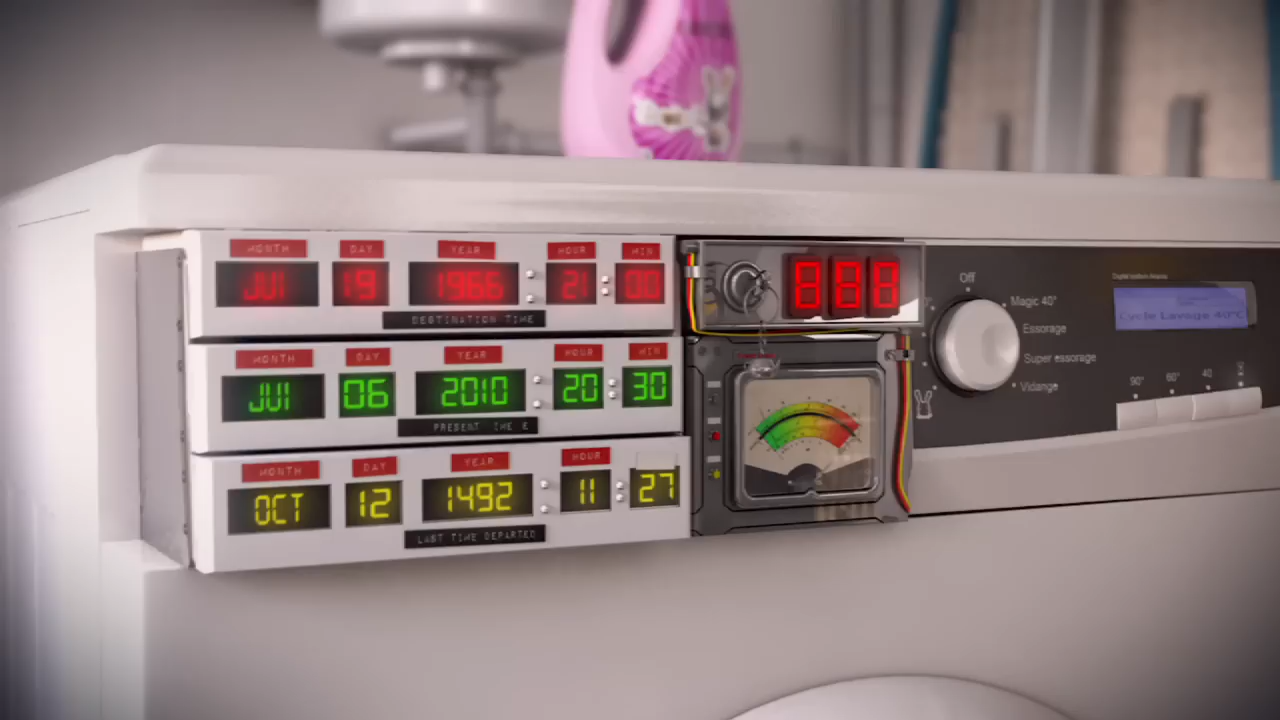 MONTH DAY YEAR HOUR MIN
JUI 19 1966 21 00
DESTINATION TIME
MONTH DAY YEAR HOUR MIN
JUI 06 2010 20 30
PRESENT
MONTH DAY YEAR HOUR
OCT 12 1492 11 27
LAST TIME DEPARTED
888
Off
Magic 40°
Essorage
Super essorage
Vidange
Cycle Lavage 40°C
90° 60° 40